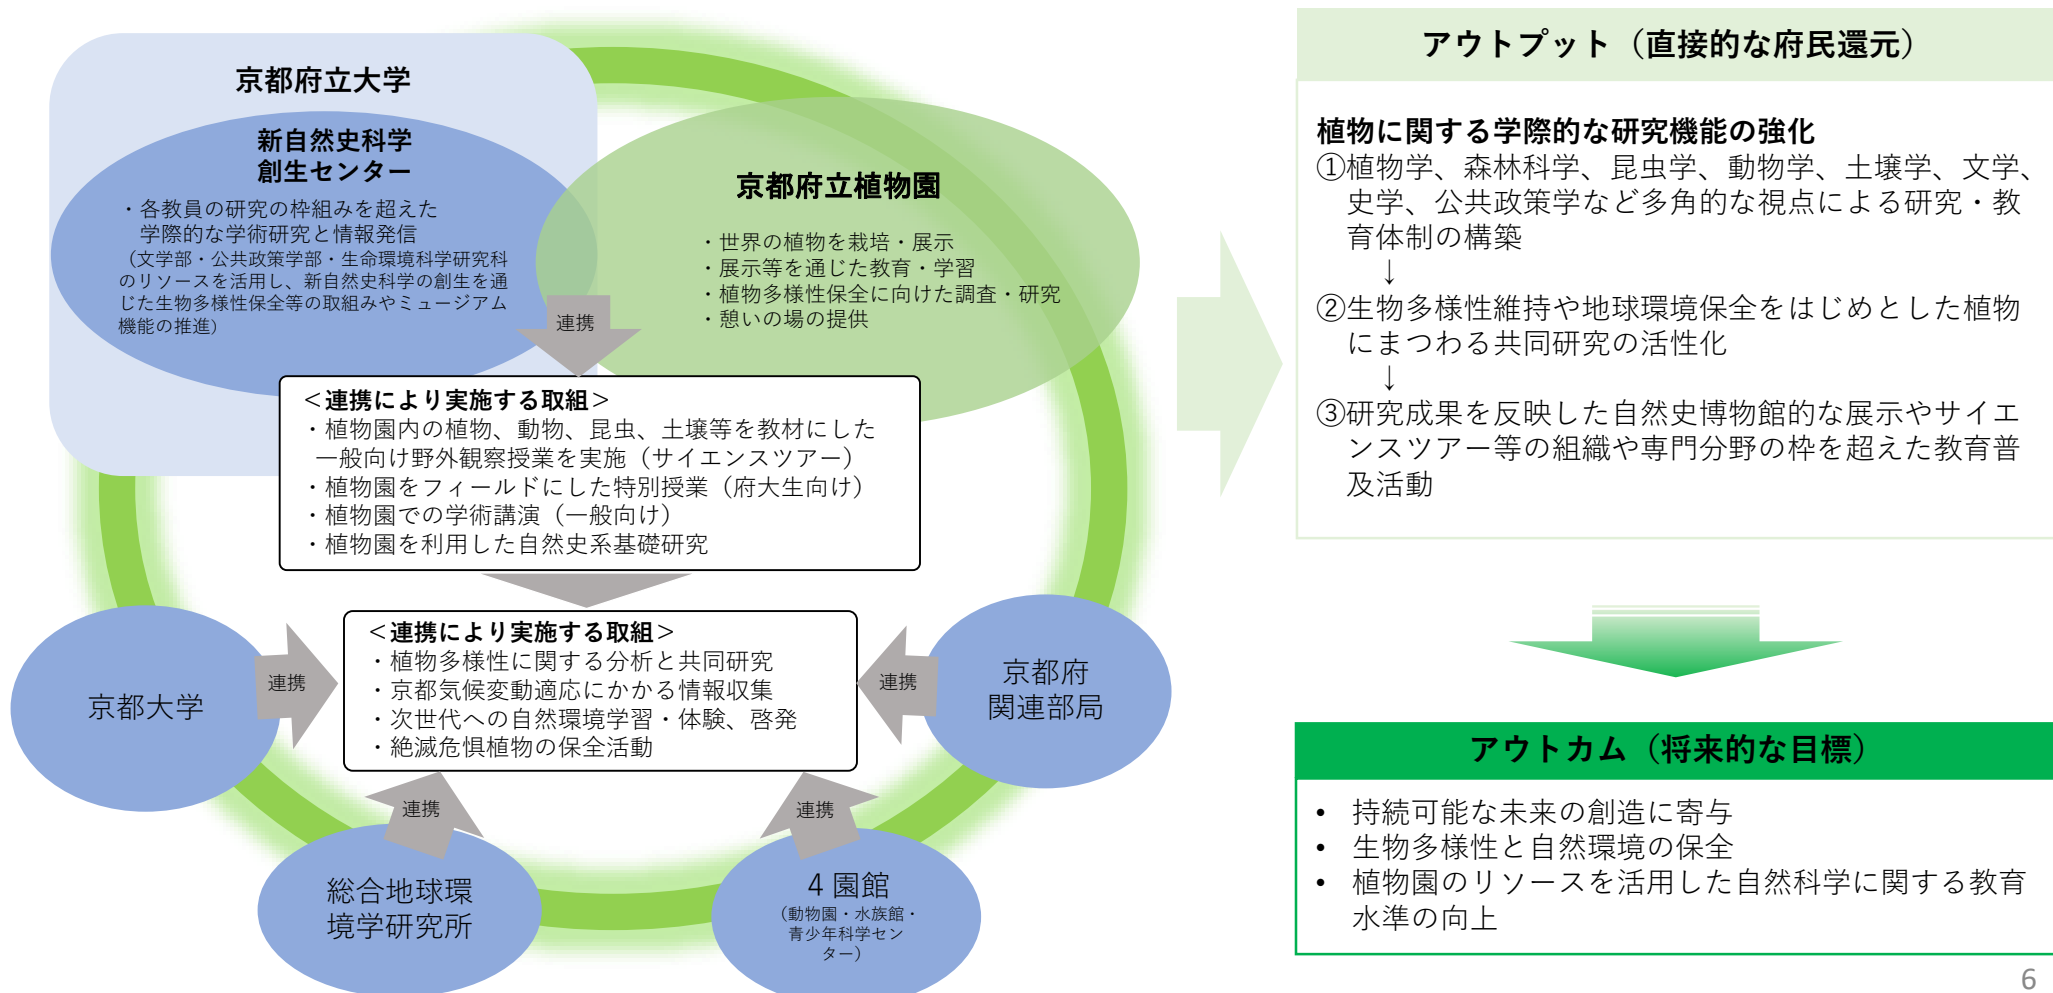 京都府立大学
新自然史科学
創生センター
・各教員の研究の枠組みを超えた
学際的な学術研究と情報発信
（文学部・公共政策学部・生命環境科学研究科
のリソースを活用し、新自然史科学の創生を通
じた生物多様性保全等の取組みやミュージアム
機能の推進）
京都府立植物園
・世界の植物を栽培・展示
・展示等を通じた教育・学習
・植物多様性保全に向けた調査・研究
・憩いの場の提供
連携
＜連携により実施する取組＞
・植物園内の植物、動物、昆虫、土壌等を教材にした
一般向け野外観察授業を実施（サイエンスツアー）
・植物園をフィールドにした特別授業（府大生向け）
・植物園での学術講演（一般向け）
・植物園を利用した自然史系基礎研究
＜連携により実施する取組＞
・植物多様性に関する分析と共同研究
・京都気候変動適応にかかる情報収集
・次世代への自然環境学習・体験、啓発
・絶滅危惧植物の保全活動
京都大学
連携
連携
京都府
関連部局
連携
連携
総合地球環
境学研究所
４園館
（動物園・水族館・
青少年科学セン
ター）
アウトプット（直接的な府民還元）
植物に関する学際的な研究機能の強化
①植物学、森林科学、昆虫学、動物学、土壌学、文学、
史学、公共政策学など多角的な視点による研究・教
育体制の構築
↓
②生物多様性維持や地球環境保全をはじめとした植物
にまつわる共同研究の活性化
↓
③研究成果を反映した自然史博物館的な展示やサイエ
ンスツアー等の組織や専門分野の枠を超えた教育普
及活動
アウトカム（将来的な目標）
• 持続可能な未来の創造に寄与
• 生物多様性と自然環境の保全
• 植物園のリソースを活用した自然科学に関する教育
水準の向上
6